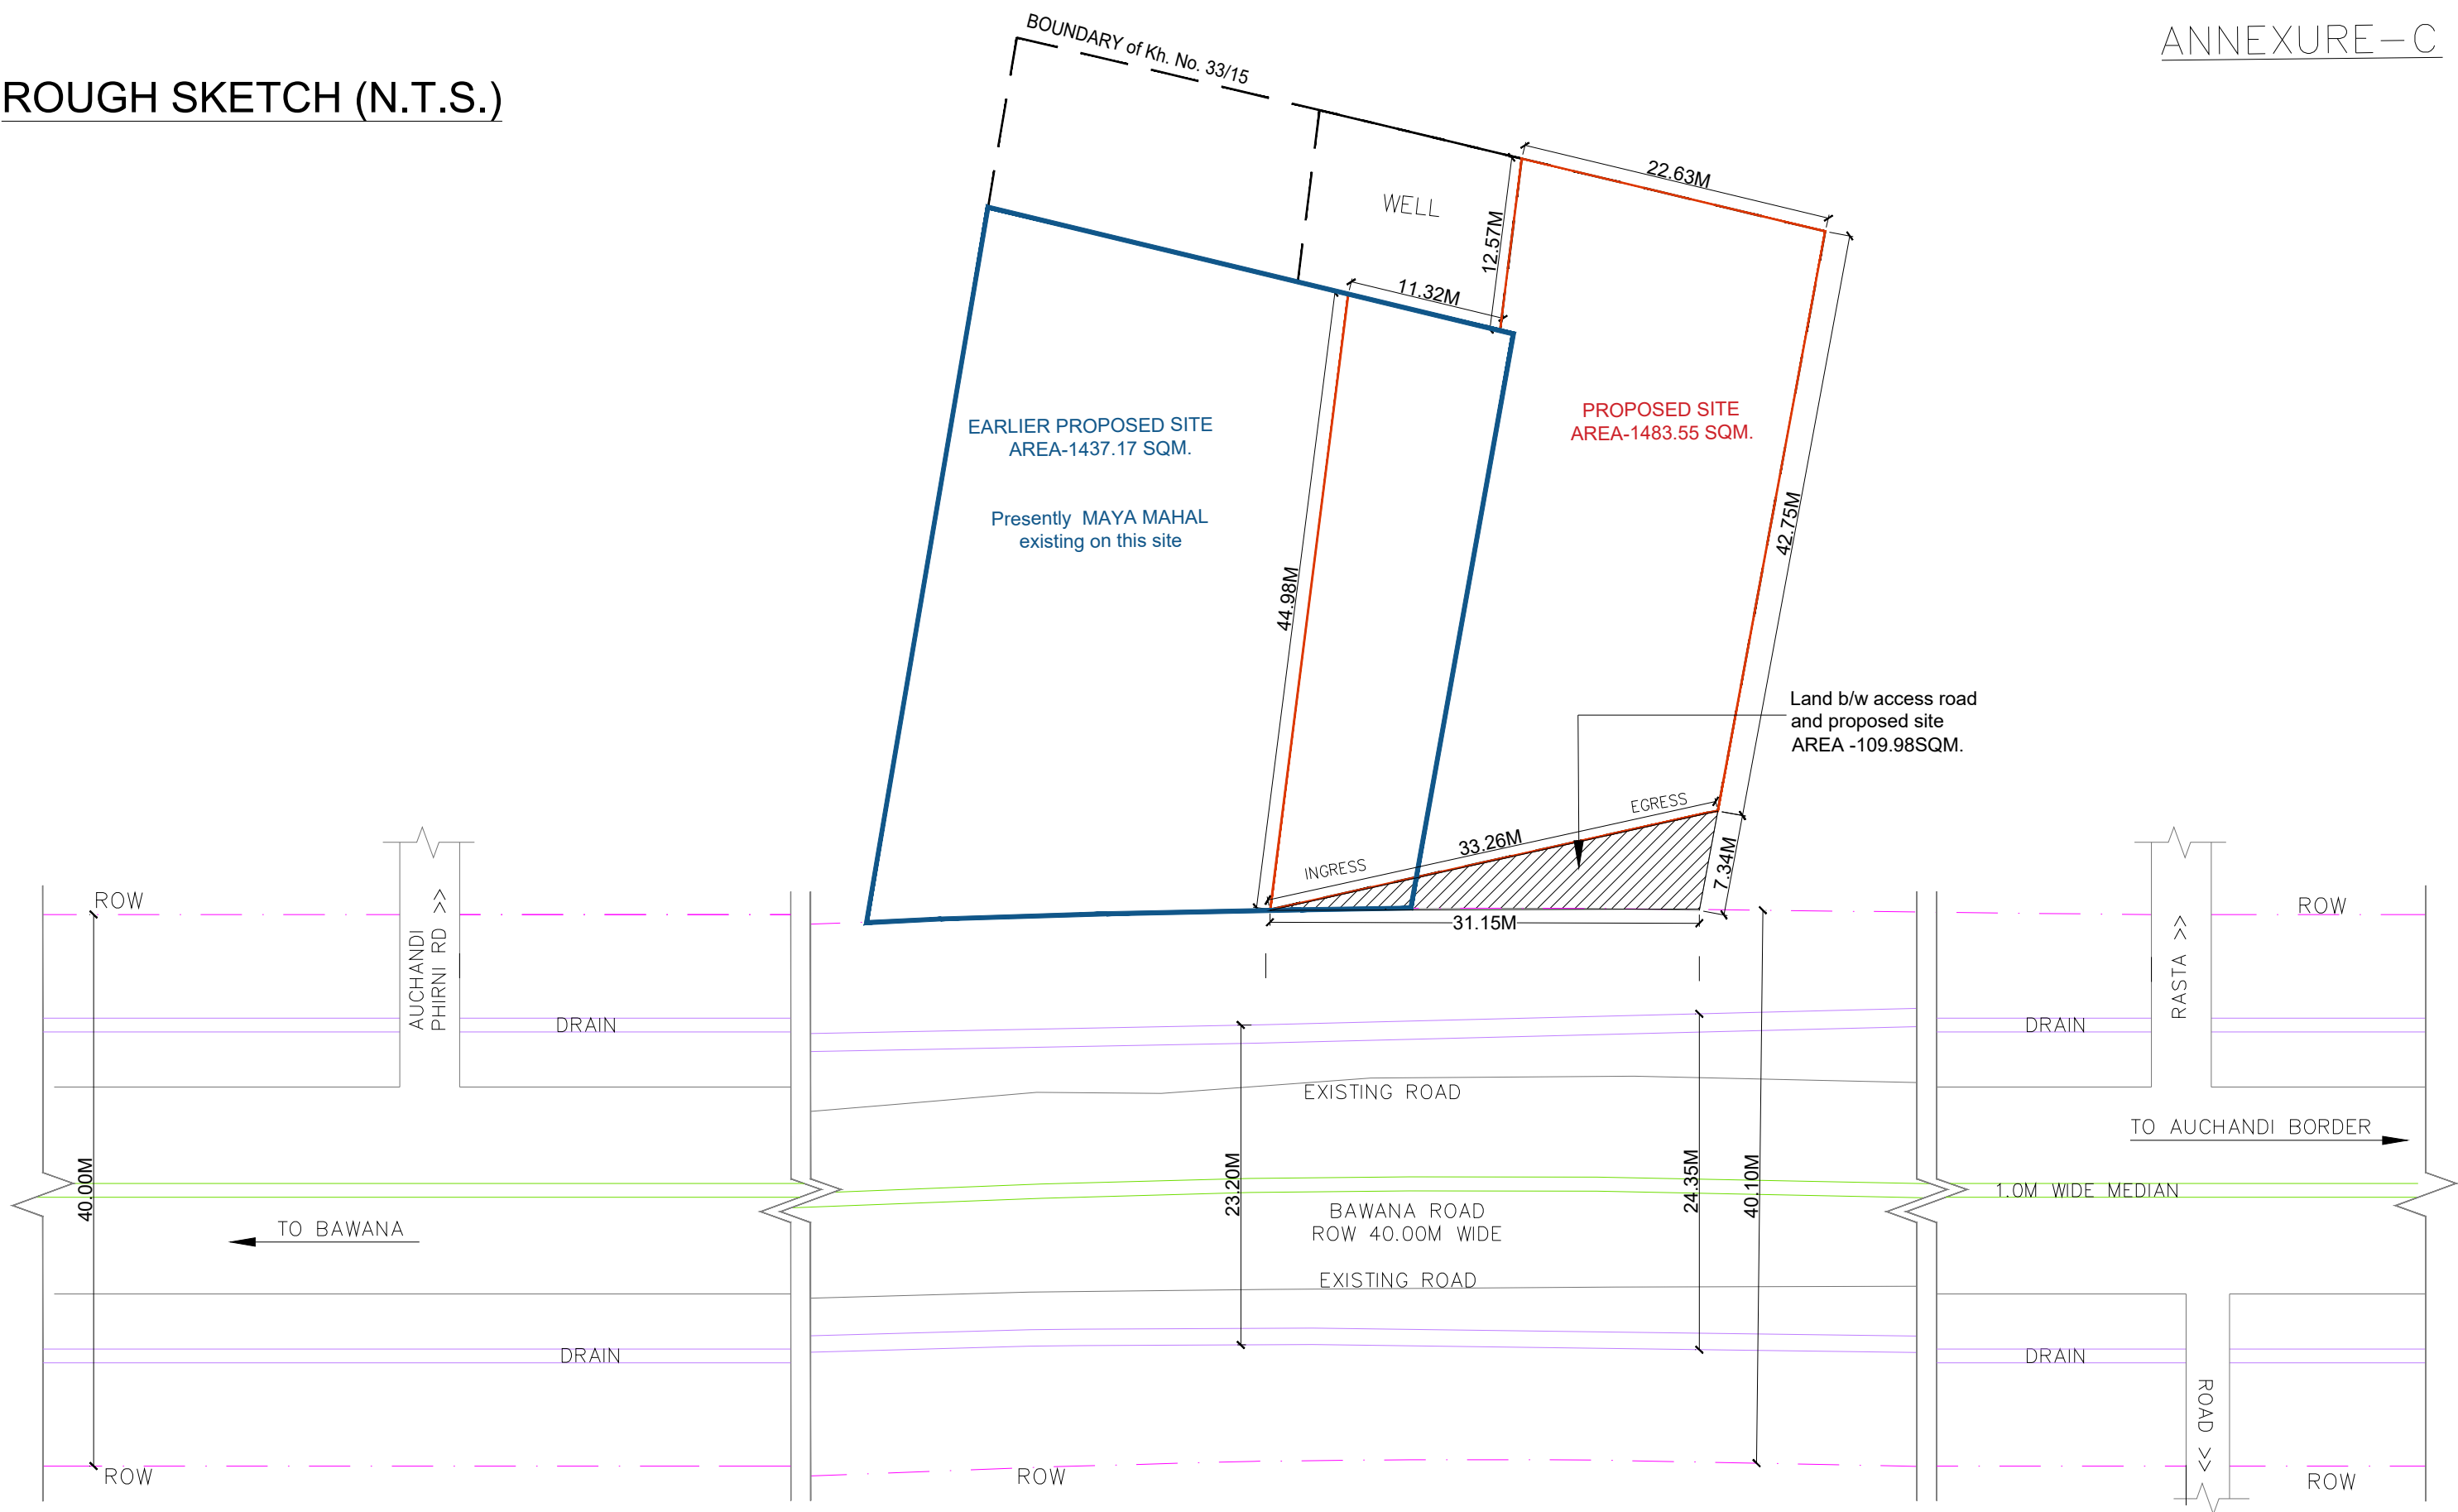 ANNEXURE-C
ROUGH SKETCH (N.T.S.)
BOUNDARY of Kh. No. 33/15
WELL
22.63M
12.57M
11.32M
EARLIER PROPOSED SITE
AREA-1437.17 SQM.
Presently MAYA MAHAL
existing on this site
PROPOSED SITE
AREA-1483.55 SQM.
44.98M
42.75M
Land b/w access road
and proposed site
AREA -109.98SQM.
EGRESS
33.26M
INGRESS
7.34M
31.15M
ROW
ROW
AUCHANDI
PHIRNI RD >>
RASTA >>
DRAIN
DRAIN
EXISTING ROAD
TO AUCHANDI BORDER
40.00M
23.20M
24.35M
40.10M
1.0M WIDE MEDIAN
TO BAWANA
BAWANA ROAD
ROW 40.00M WIDE
EXISTING ROAD
DRAIN
DRAIN
ROAD >>
ROW
ROW
ROW